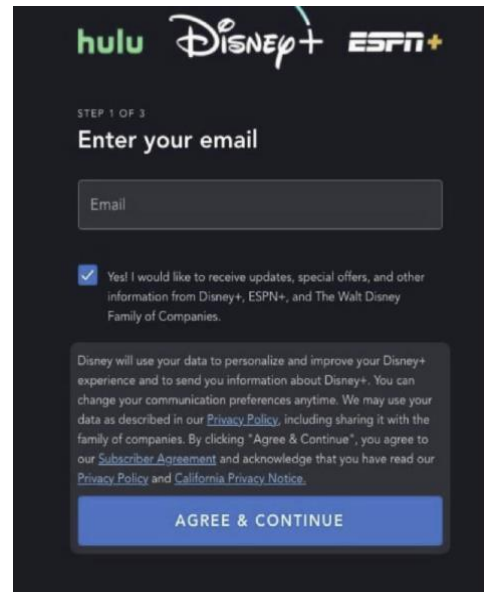 hulu Disney+ ESPN+
STEP 1 OF 3
Enter your email
Email
Yes! I would like to receive updates, special offers, and other
information from Disney+, ESPN+, and The Walt Disney
Family of Companies.
Disney will use your data to personalize and improve your Disney+
experience and to send you information about Disney+. You can
change your communication preferences anytime. We may use your
data as described in our Privacy Policy, including sharing it with the
family of companies. By clicking "Agree & Continue", you agree to
our Subscriber Agreement and acknowledge that you have read our
Privacy Policy and California Privacy Notice.
AGREE & CONTINUE